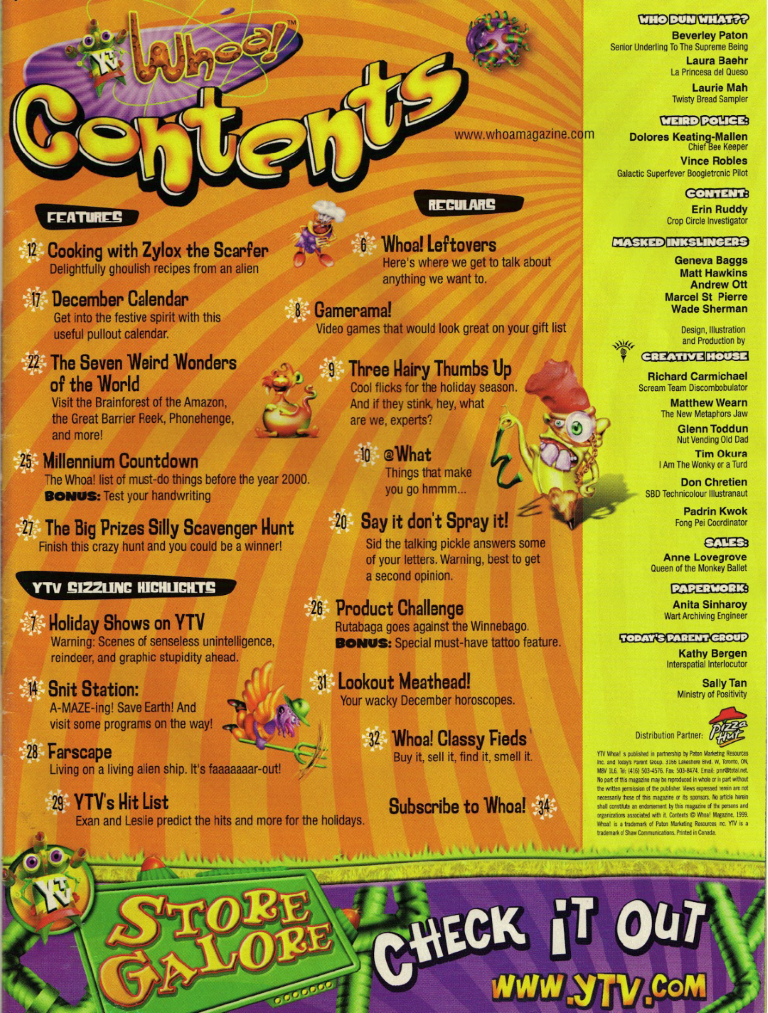 YTV Whoa!™
Contents
www.whoamagazine.com
FEATURES
12 Cooking with Zylox the Scarfer
Delightfully ghoulish recipes from an alien
17 December Calendar
Get into the festive spirit with this
useful pullout calendar.
22 The Seven Weird Wonders
of the World
Visit the Brainforest of the Amazon,
the Great Barrier Reek, Phonehenge,
and more!
25 Millennium Countdown
The Whoa! list of must-do things before the year 2000.
BONUS: Test your handwriting
27 The Big Prizes Silly Scavenger Hunt
Finish this crazy hunt and you could be a winner!
YTV SIZZLING HIGHLIGHTS
7 Holiday Shows on YTV
Warning: Scenes of senseless unintelligence,
reindeer, and graphic stupidity ahead.
14 Snit Station:
A-MAZE-ing! Save Earth! And
visit some programs on the way!
28 Farscape
Living on a living alien ship. It's faaaaaaar-out!
29 YTV's Hit List
Exan and Leslie predict the hits and more for the holidays.
REGULARS
6 Whoa! Leftovers
Here's where we get to talk about
anything we want to.
8 Gamerama!
Video games that would look great on your gift list
9 Three Hairy Thumbs Up
Cool flicks for the holiday season.
And if they stink, hey, what
are we, experts?
10 @What
Things that make
you go hmmm...
20 Say it don't Spray it!
Sid the talking pickle answers some
of your letters. Warning, best to get
a second opinion.
26 Product Challenge
Rutabaga goes against the Winnebago.
BONUS: Special must-have tattoo feature.
31 Lookout Meathead!
Your wacky December horoscopes.
32 Whoa! Classy Fieds
Buy it, sell it, find it, smell it.
Subscribe to Whoa! 34
WHO DUN WHAT??
Beverley Paton
Senior Underling To The Supreme Being
Laura Baehr
La Princesa del Queso
Laurie Mah
Twisty Bread Sampler
WEIRD POLICE:
Dolores Keating-Mallen
Chief Bee Keeper
Vince Robles
Galactic Superfever Boogietronic Pilot
CONTENT:
Erin Ruddy
Crop Circle Investigator
MASKED INKSLINGERS
Geneva Baggs
Matt Hawkins
Andrew Ott
Marcel St Pierre
Wade Sherman
Design, Illustration
and Production by
CREATIVE HOUSE
Richard Carmichael
Scream Team Discombobulator
Matthew Wearn
The New Metaphors Jaw
Glenn Toddun
Nut Vending Old Dad
Tim Okura
I Am The Wonky or a Turd
Don Chretien
SBD Technicolour Illustranaut
Padrin Kwok
Fong Pei Coordinator
SALES:
Anne Lovegrove
Queen of the Monkey Ballet
PAPERWORK:
Anita Sinharoy
Wart Archiving Engineer
TODAY'S PARENT GROUP
Kathy Bergen
Interspatial Interlocutor
Sally Tan
Ministry of Positivity
Distribution Partner: Pizza Hut
YTV Whoa! is published in partnership by Paton Marketing Resources
Inc. and Today's Parent Group. 3266 Lakeshore Blvd. W, Toronto, ON,
M8V 3L6. Tel: (416) 503-4576. Fax: 503-8474. Email:
No part of this magazine may be reproduced in whole or in part without
the written permission of the publisher. Views expressed herein are not
necessarily those of this magazine or its sponsors. No article herein
shall constitute an endorsement by this magazine of the persons and
organizations associated with it. Contents © Whoa! Magazine, 1999.
Whoa! is a trademark of Paton Marketing Resources Inc. YTV is a
trademark of Shaw Communications. Printed in Canada.
YTV
STORE
GALORE
CHECK IT OUT
www.YTV.COM